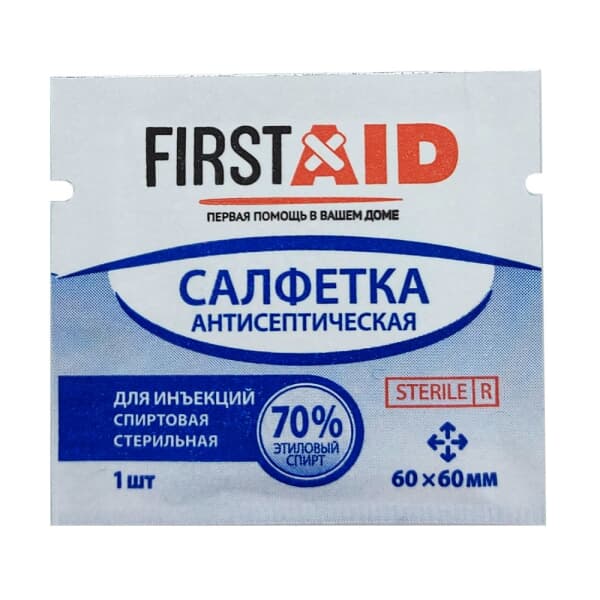 FIRST AID
ПЕРВАЯ ПОМОЩЬ В ВАШЕМ ДОМЕ
САЛФЕТКА
АНТИСЕПТИЧЕСКАЯ
ДЛЯ ИНЪЕКЦИЙ
СПИРТОВАЯ
СТЕРИЛЬНАЯ
70%
ЭТИЛОВЫЙ
СПИРТ
STERILE R
1 ШТ
60×60 ММ